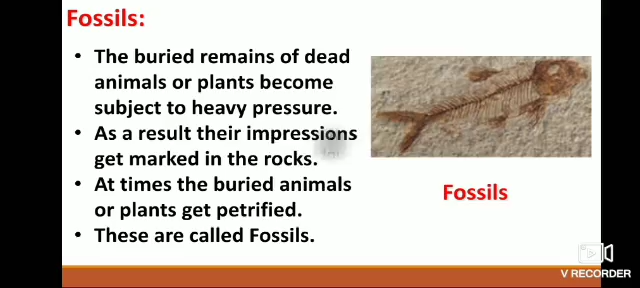 Fossils:
• The buried remains of dead
animals or plants become
subject to heavy pressure.
• As a result their impressions
get marked in the rocks.
• At times the buried animals
or plants get petrified.
• These are called Fossils.
Fossils
V RECORDER